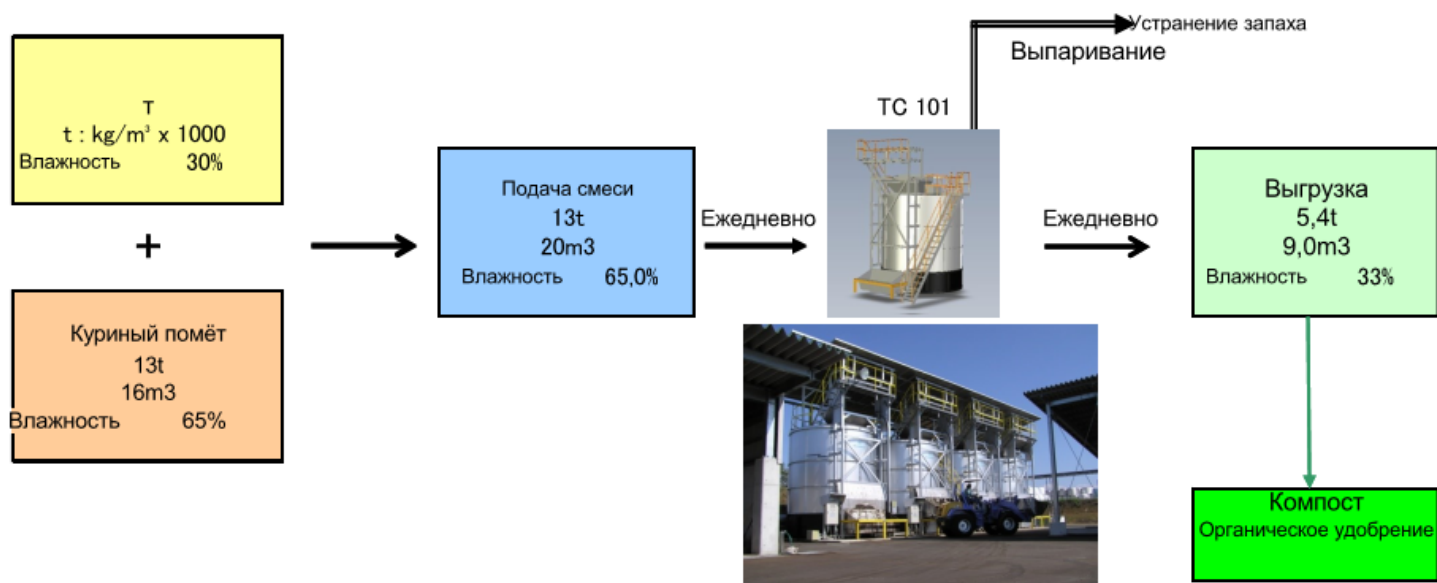 Т
t : kg/m³ x 1000
Влажность 30%
+
Куриный помёт
13t
16m3
Влажность 65%
Подача смеси
13t
20m3
Влажность 65,0%
Ежедневно
ТС 101
Выпаривание
Устранение запаха
Ежедневно
Выгрузка
5,4t
9,0m3
Влажность 33%
Компост
Органическое удобрение